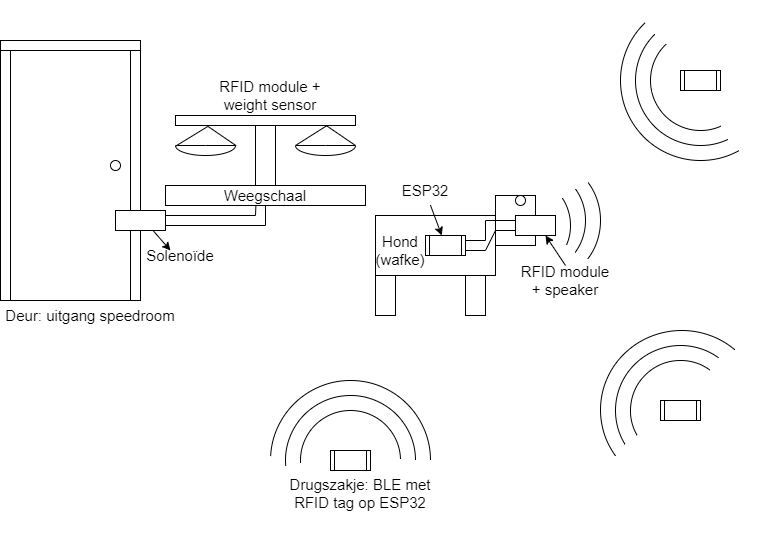 RFID module +
weight sensor
Weegschaal
ESP32
Hond
(wafke)
Solenoïde
RFID module
+ speaker
Deur: uitgang speedroom
Drugszakje: BLE met
RFID tag op ESP32